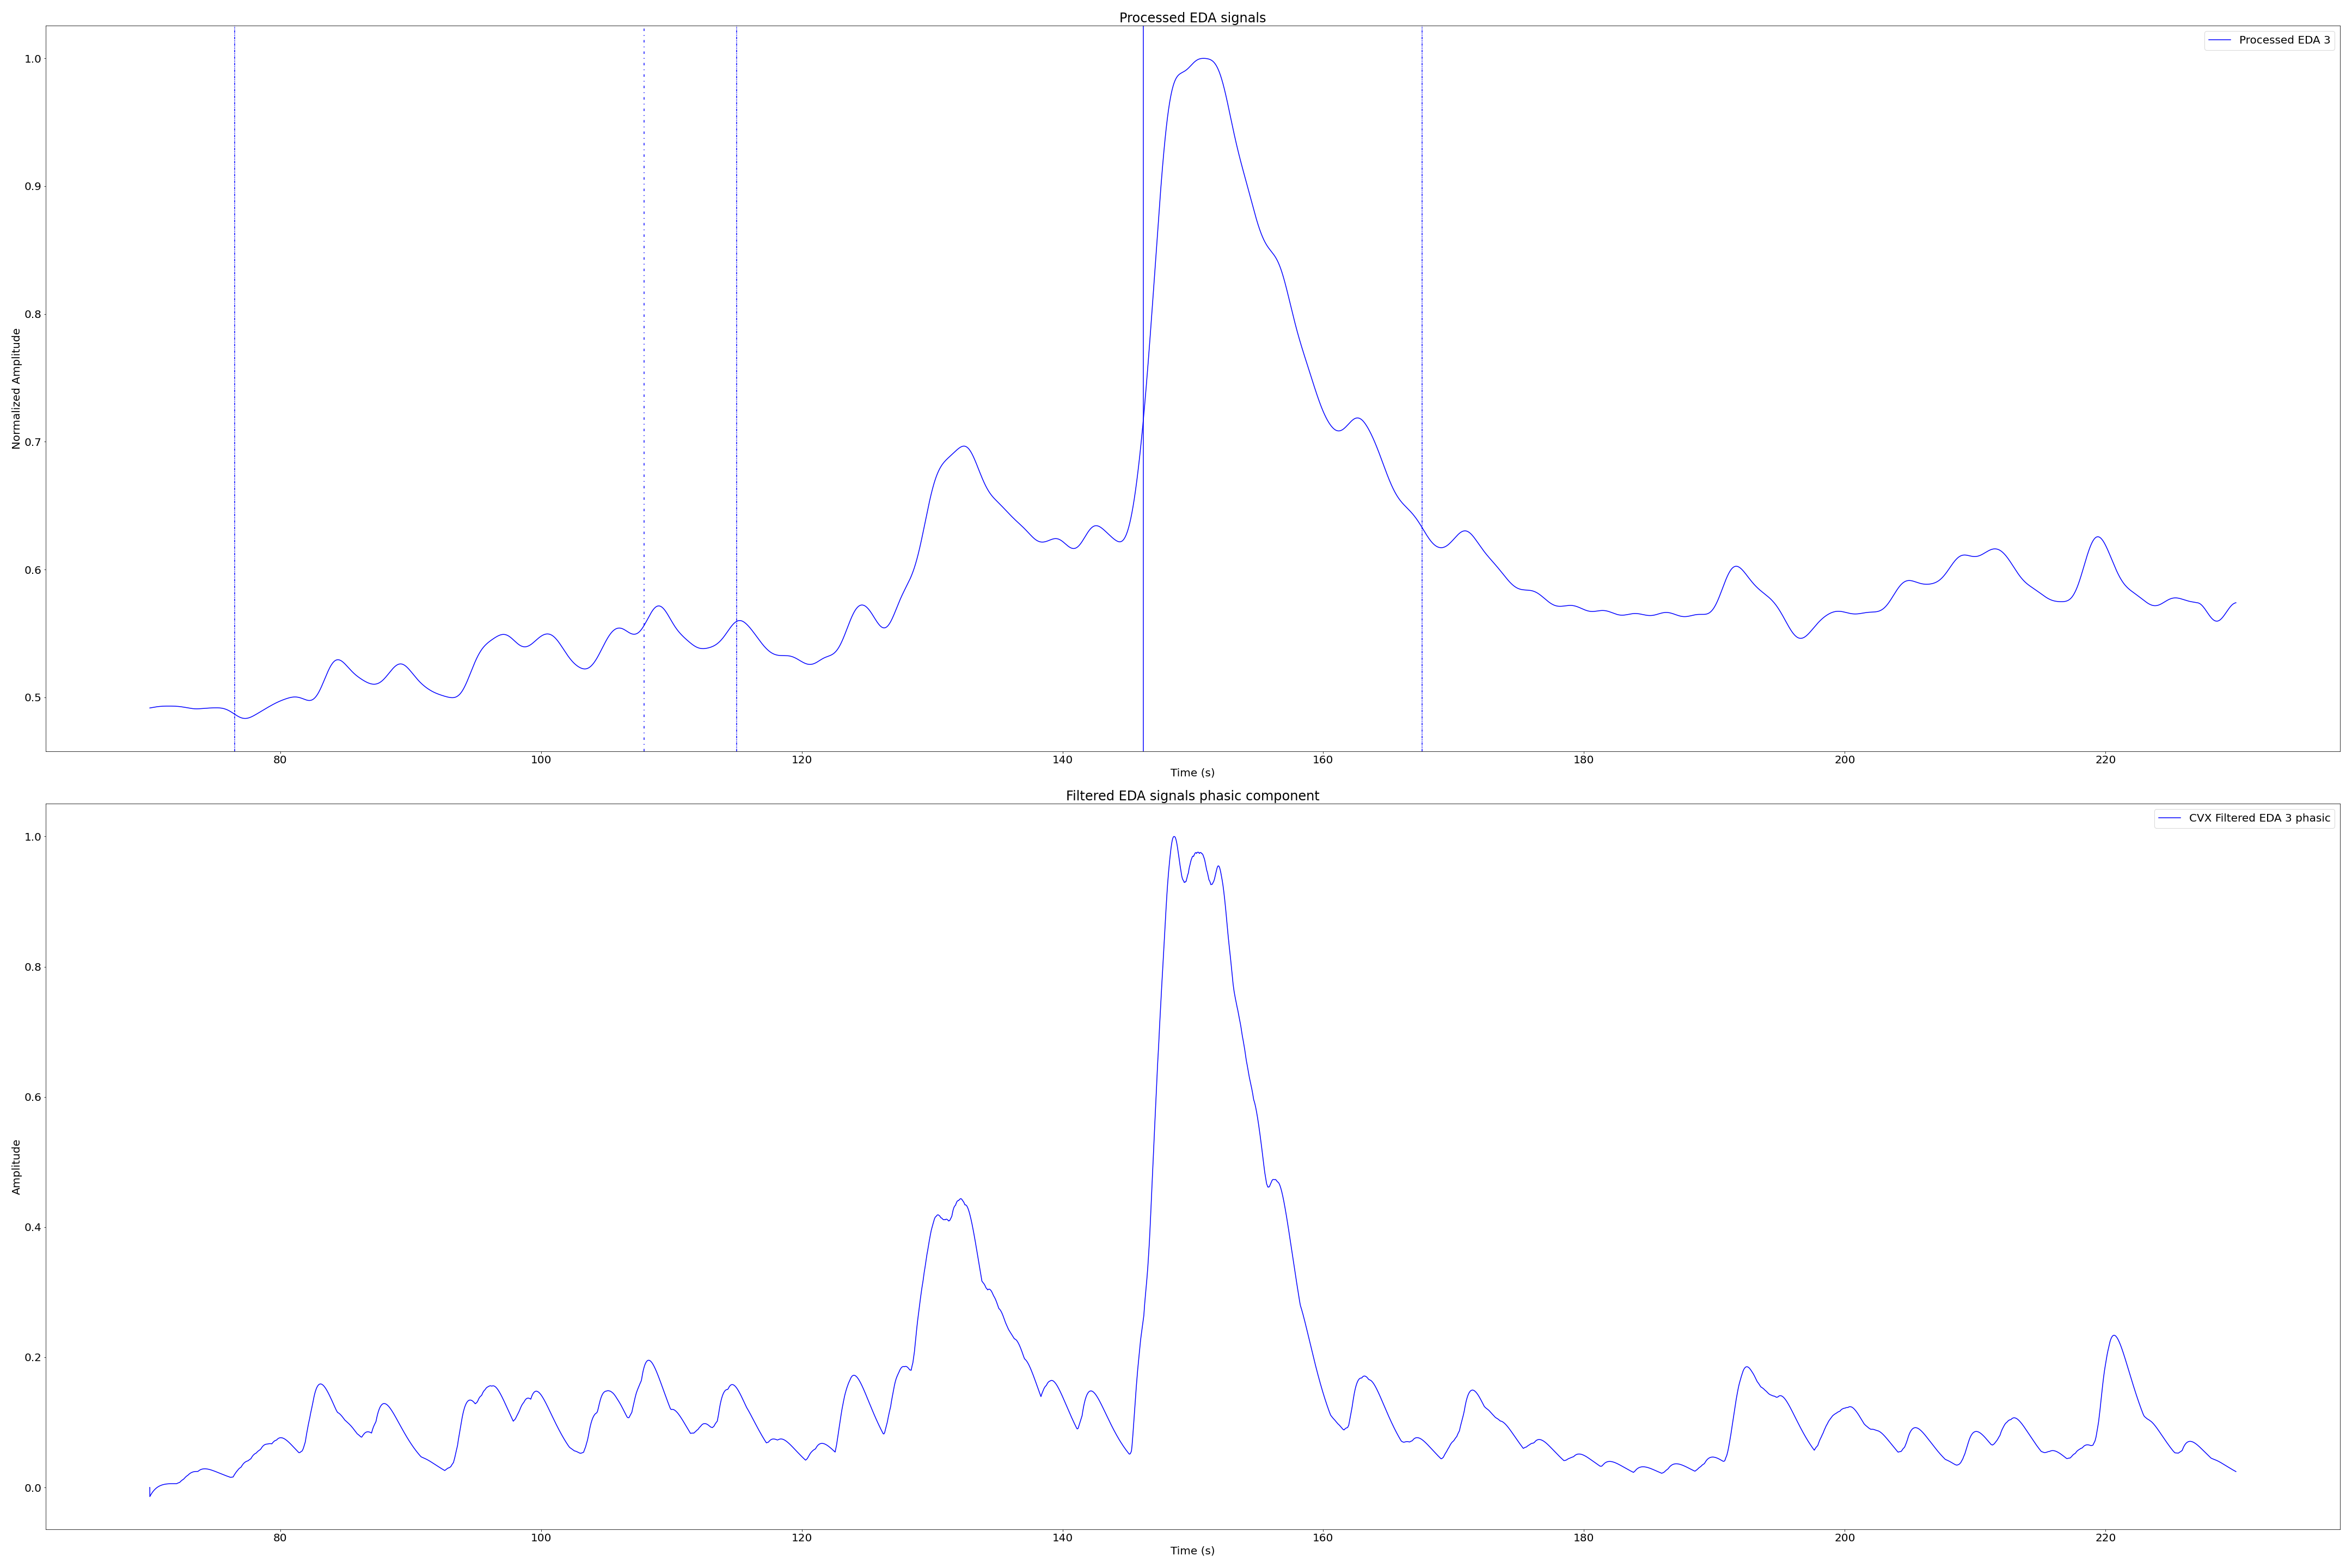 Processed EDA signals
Processed EDA 3
Normalized Amplitude
1.0
0.9
0.8
0.7
0.6
0.5
80 100 120 140 160 180 200 220
Time (s)
Filtered EDA signals phasic component
CVX Filtered EDA 3 phasic
Amplitude
1.0
0.8
0.6
0.4
0.2
0.0
80 100 120 140 160 180 200 220
Time (s)